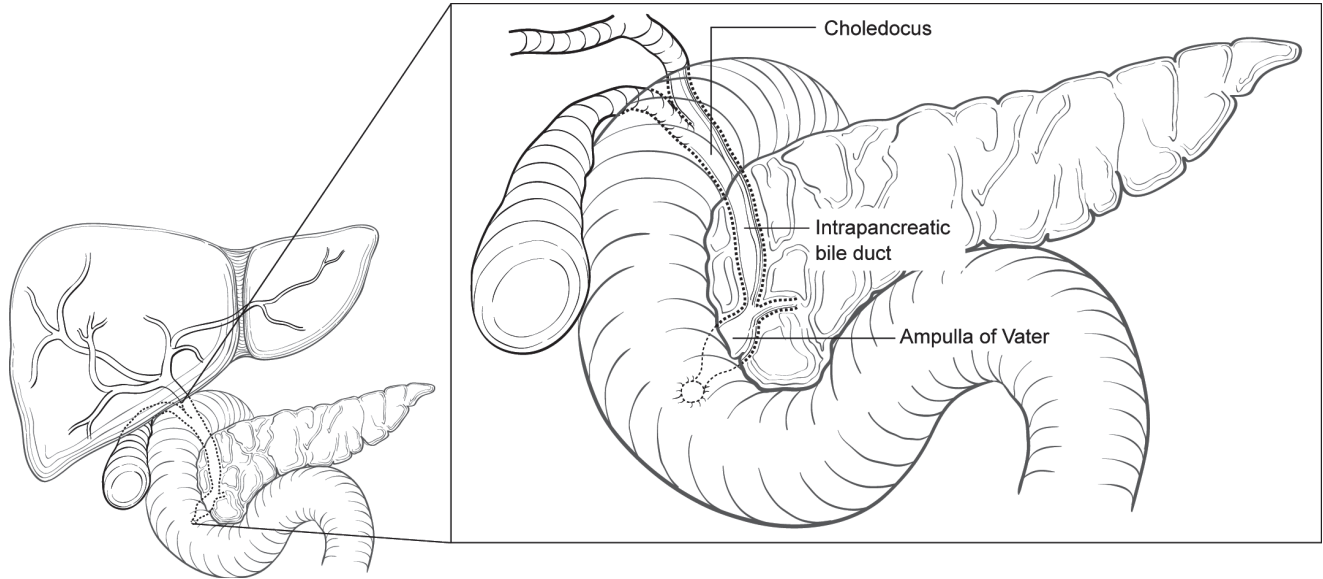 Choledocus
Intrapancreatic
bile duct
Ampulla of Vater